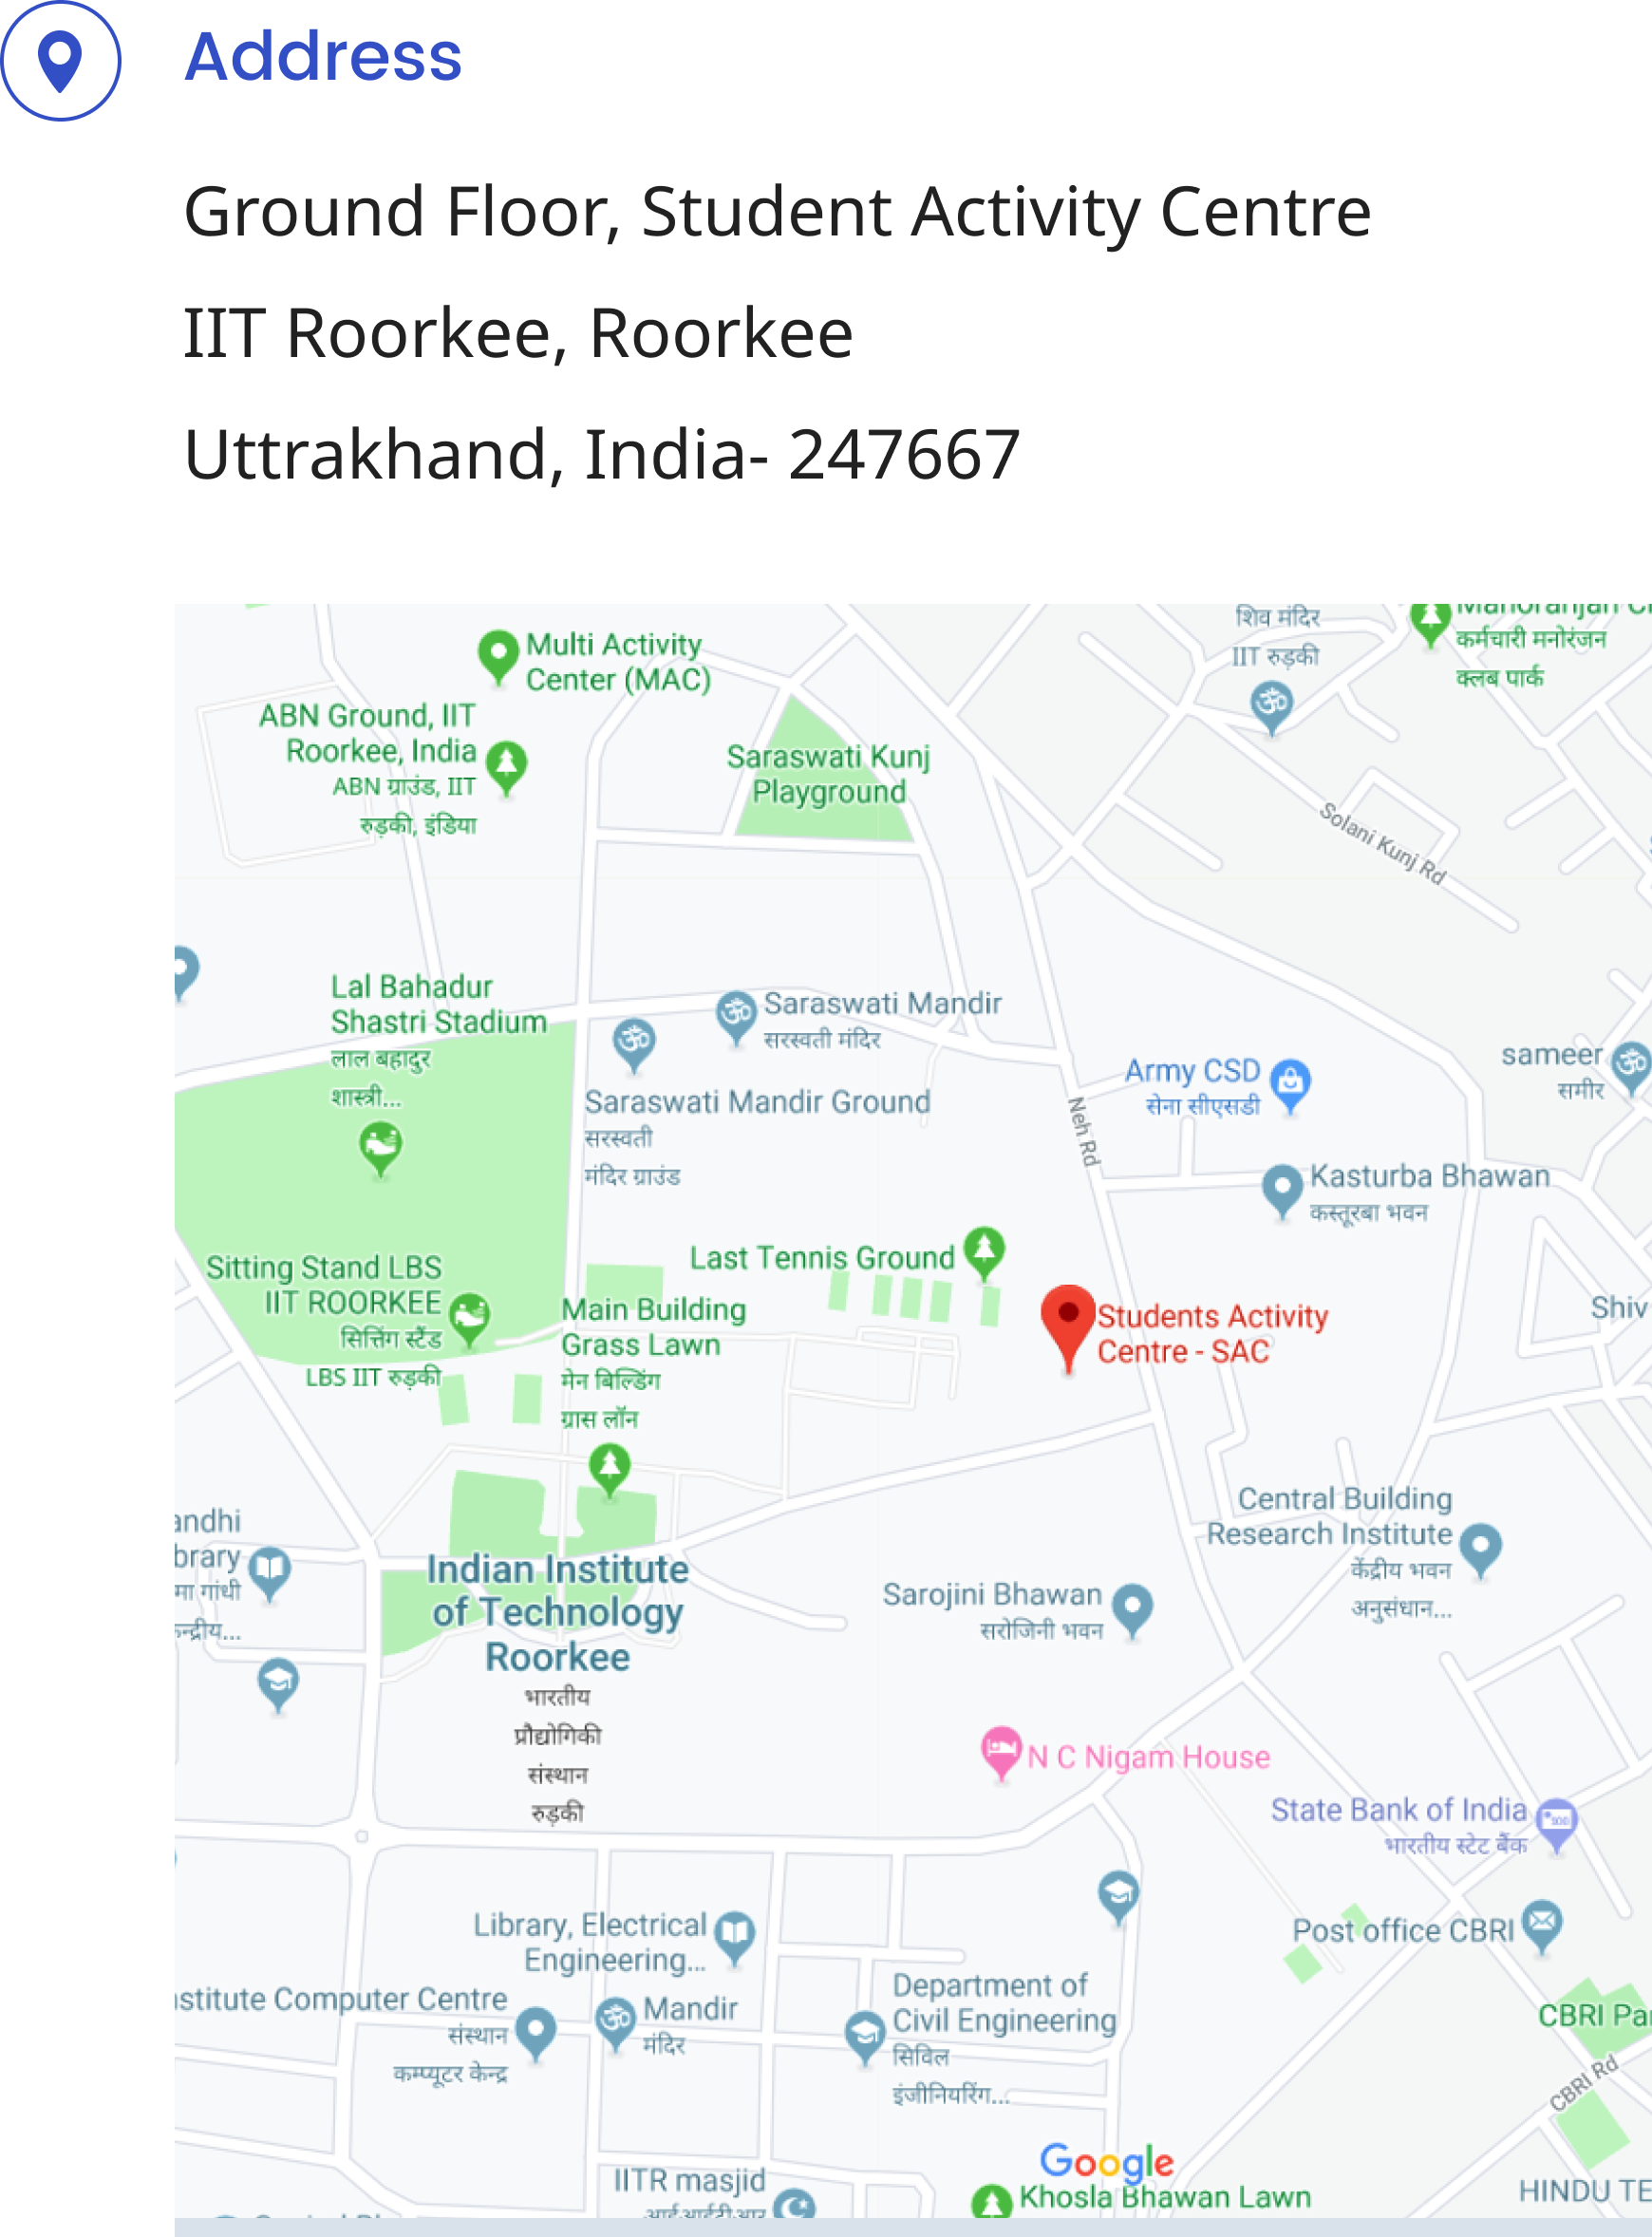 Address
Ground Floor, Student Activity Centre
IIT Roorkee, Roorkee
Uttrakhand, India- 247667
Multi Activity
Center (MAC)
शिव मंदिर
IIT रुड़की
कर्मचारी मनोरंजन
क्लब पार्क
ABN Ground, IIT
Roorkee, India
ABN ग्राउंड, IIT
रुड़की, इंडिया
Saraswati Kunj
Playground
Solani Kunj Rd
Lal Bahadur
Shastri Stadium
लाल बहादुर
शास्त्री...
Saraswati Mandir
सरस्वती मंदिर
Saraswati Mandir Ground
सरस्वती
मंदिर ग्राउंड
Neh Rd
Army CSD
सेना सीएसडी
sameer
समीर
Kasturba Bhawan
कस्तूरबा भवन
Last Tennis Ground
Sitting Stand LBS
IIT ROORKEE
सित्तिंग स्टैंड
LBS IIT रुड़की
Main Building
Grass Lawn
मेन बिल्डिंग
ग्रास लॉन
Students Activity
Centre - SAC
Shiv
Central Building
Research Institute
केंद्रीय भवन
अनुसंधान...
andhi
brary
मा गांधी
Indian Institute
of Technology
Roorkee
भारतीय
प्रौद्योगिकी
संस्थान
रुड़की
Sarojini Bhawan
सरोजिनी भवन
N C Nigam House
State Bank of India
भारतीय स्टेट बैंक
Library, Electrical
Engineering...
Post office CBRI
nstitute Computer Centre
संस्थान
कम्प्यूटर केन्द्र
Mandir
मंदिर
Department of
Civil Engineering
सिविल
इंजीनियरिंग...
CBRI Par
CBRI Rd
Google
IITR masjid
Khosla Bhawan Lawn
HINDU TE